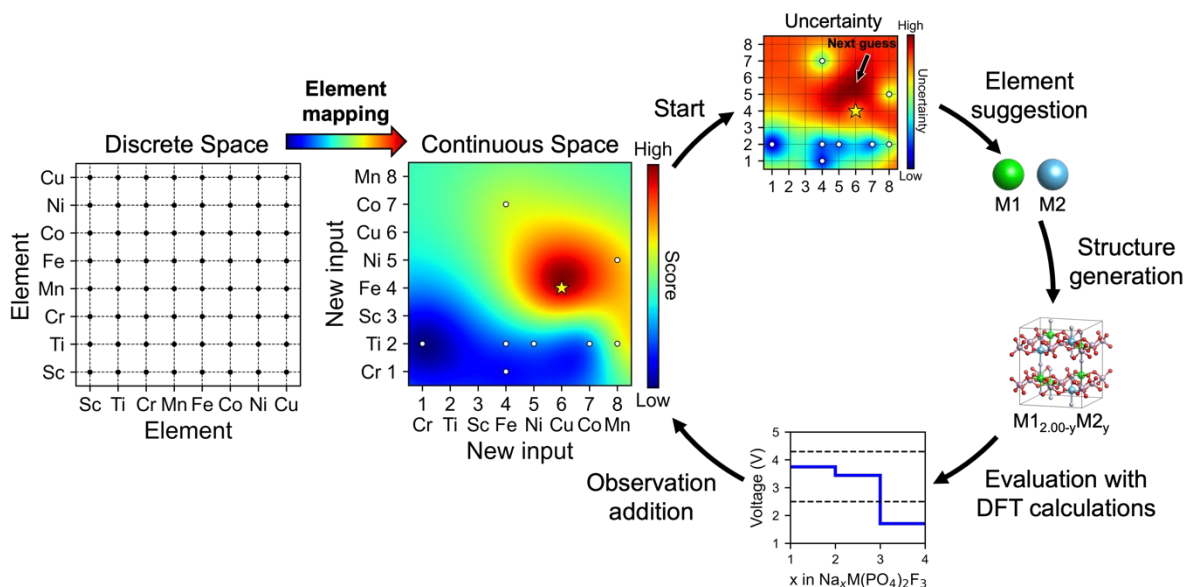 Element
mapping
Discrete Space
Element
Cu
Ni
Co
Fe
Mn
Cr
Ti
Sc
Sc Ti Cr Mn Fe Co Ni Cu
Element
Continuous Space
New input
Mn 8
Co 7
Cu 6
Ni 5
Fe 4
Sc 3
Ti 2
Cr 1
1 2 3 4 5 6 7 8
Cr Ti Sc Fe Ni Cu Co Mn
New input
High
Score
Low
Start
Uncertainty
8
7
6
5
4
3
2
1
1 2 3 4 5 6 7 8
Next guess
High
Uncertainty
Low
Element
suggestion
M1 M2
Structure
generation
M1₂.₀₀₋yM2y
Evaluation with
DFT calculations
Voltage (V)
5
4
3
2
1
1 2 3 4
x in NaₓM(PO₄)₂F₃
Observation
addition